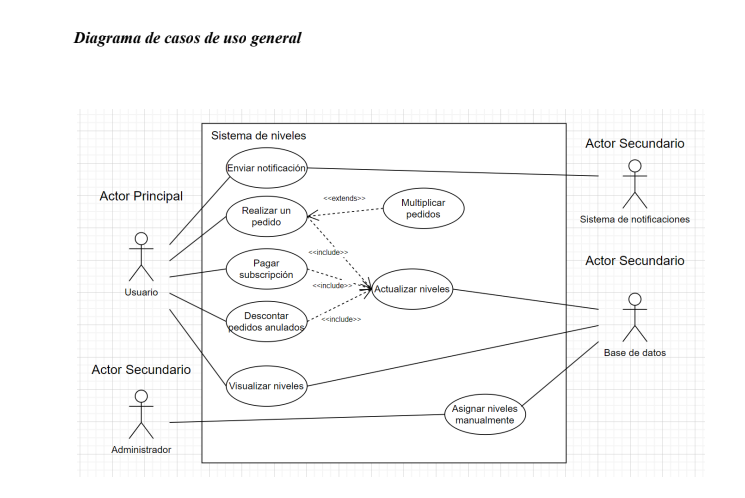 Diagrama de casos de uso general
Sistema de niveles
Actor Secundario
Enviar notificación
Actor Principal
<<extends>>
Multiplicar
pedidos
Realizar un
pedido
Sistema de notificaciones
<<include>>
Actor Secundario
Pagar
subscripción
Usuario
<<include>>
Actualizar niveles
Descontar
pedidos anulados
<<include>>
Base de datos
Actor Secundario
Visualizar niveles
Asignar niveles
manualmente
Administrador